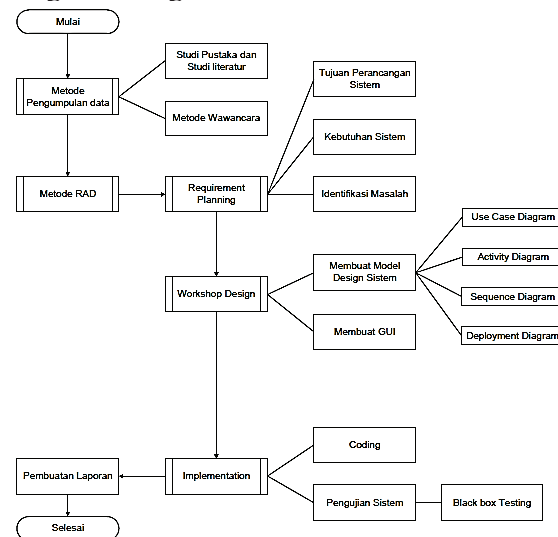 Mulai
Studi Pustaka dan
Studi literatur
Metode
Pengumpulan data
Metode Wawancara
Tujuan Perancangan
Sistem
Kebutuhan Sistem
Metode RAD
Requirement
Planning
Identifikasi Masalah
Use Case Diagram
Activity Diagram
Sequence Diagram
Deployment Diagram
Membuat Model
Design Sistem
Workshop Design
Membuat GUI
Coding
Pembuatan Laporan
Implementation
Pengujian Sistem
Black box Testing
Selesai